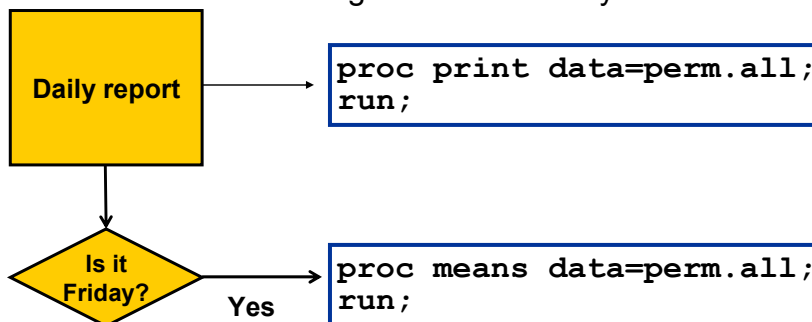 Daily report
proc print data=perm.all;
run;
Is it
Friday?
Yes
proc means data=perm.all;
run;